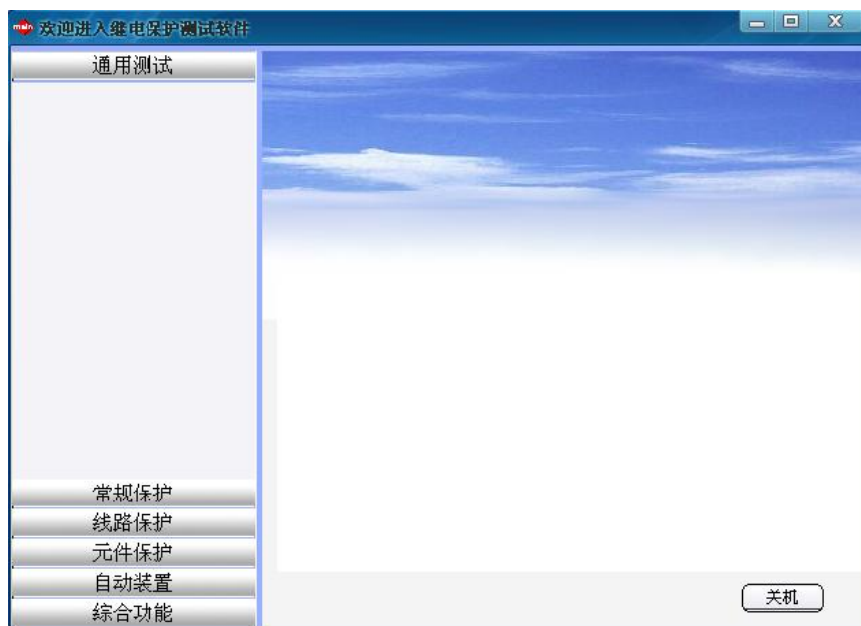 main 欢迎进入继电保护测试软件
通用测试
常规保护
线路保护
元件保护
自动装置
综合功能
关机